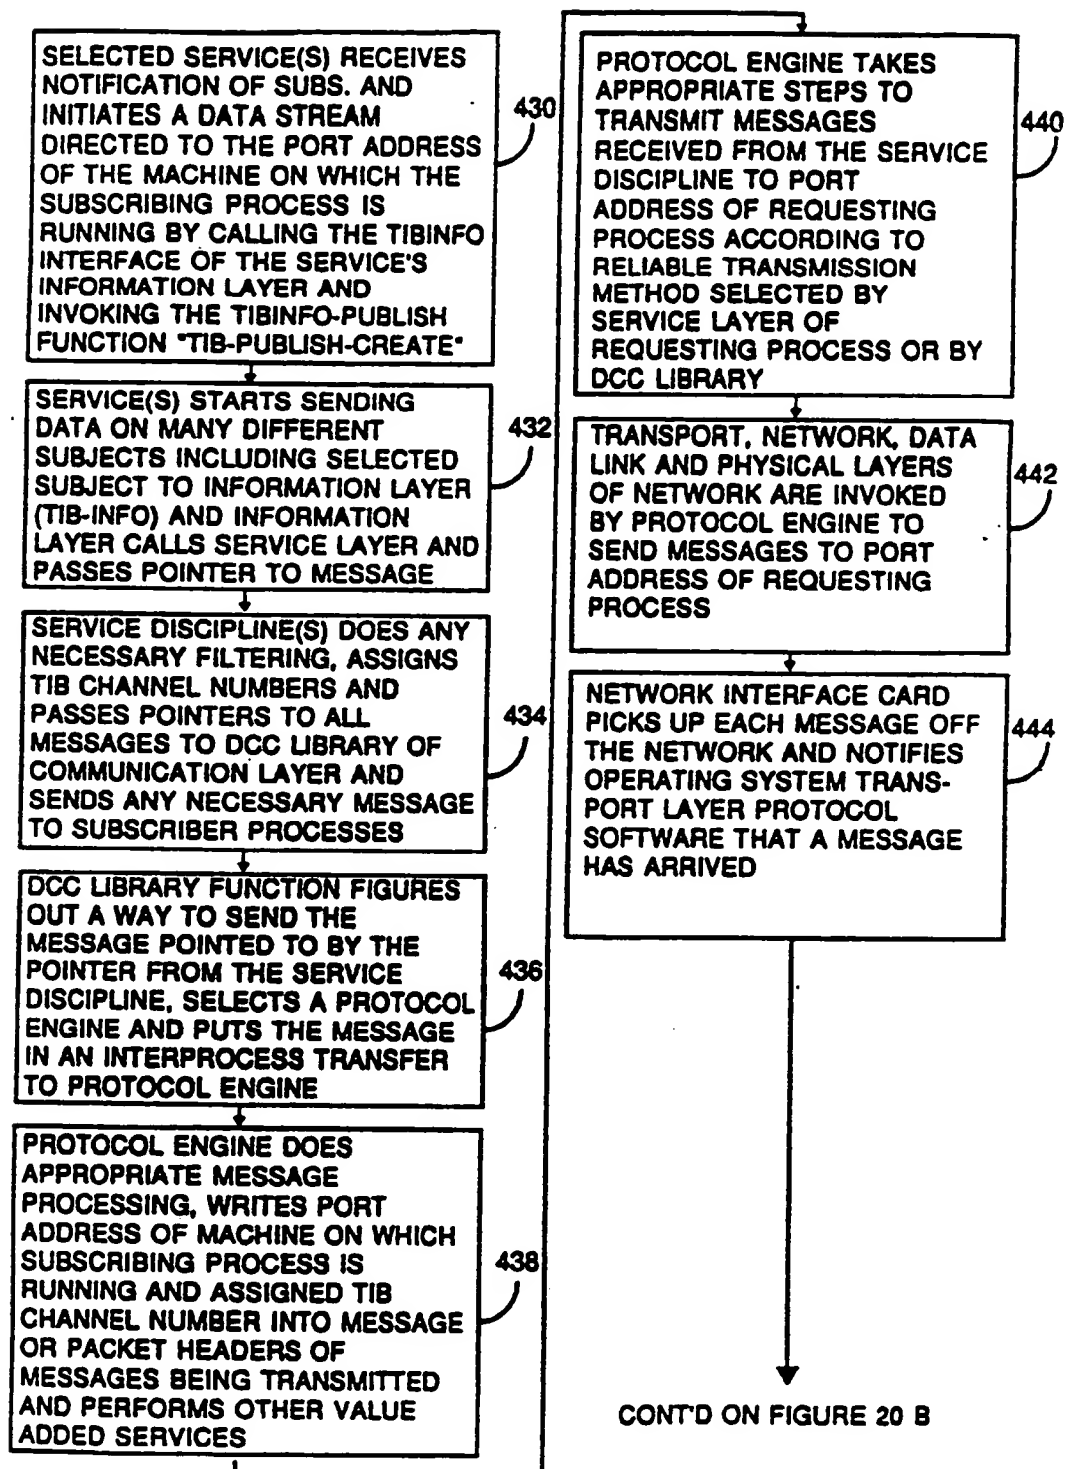 SELECTED SERVICE(S) RECEIVES
NOTIFICATION OF SUBS. AND
INITIATES A DATA STREAM
DIRECTED TO THE PORT ADDRESS
OF THE MACHINE ON WHICH THE
SUBSCRIBING PROCESS IS
RUNNING BY CALLING THE TIBINFO
INTERFACE OF THE SERVICE'S
INFORMATION LAYER AND
INVOKING THE TIBINFO-PUBLISH
FUNCTION "TIB-PUBLISH-CREATE"
430
SERVICE(S) STARTS SENDING
DATA ON MANY DIFFERENT
SUBJECTS INCLUDING SELECTED
SUBJECT TO INFORMATION LAYER
(TIB-INFO) AND INFORMATION
LAYER CALLS SERVICE LAYER AND
PASSES POINTER TO MESSAGE
432
SERVICE DISCIPLINE(S) DOES ANY
NECESSARY FILTERING, ASSIGNS
TIB CHANNEL NUMBERS AND
PASSES POINTERS TO ALL
MESSAGES TO DCC LIBRARY OF
COMMUNICATION LAYER AND
SENDS ANY NECESSARY MESSAGE
TO SUBSCRIBER PROCESSES
434
DCC LIBRARY FUNCTION FIGURES
OUT A WAY TO SEND THE
MESSAGE POINTED TO BY THE
POINTER FROM THE SERVICE
DISCIPLINE, SELECTS A PROTOCOL
ENGINE AND PUTS THE MESSAGE
IN AN INTERPROCESS TRANSFER
TO PROTOCOL ENGINE
436
PROTOCOL ENGINE DOES
APPROPRIATE MESSAGE
PROCESSING, WRITES PORT
ADDRESS OF MACHINE ON WHICH
SUBSCRIBING PROCESS IS
RUNNING AND ASSIGNED TIB
CHANNEL NUMBER INTO MESSAGE
OR PACKET HEADERS OF
MESSAGES BEING TRANSMITTED
AND PERFORMS OTHER VALUE
ADDED SERVICES
438
PROTOCOL ENGINE TAKES
APPROPRIATE STEPS TO
TRANSMIT MESSAGES
RECEIVED FROM THE SERVICE
DISCIPLINE TO PORT
ADDRESS OF REQUESTING
PROCESS ACCORDING TO
RELIABLE TRANSMISSION
METHOD SELECTED BY
SERVICE LAYER OF
REQUESTING PROCESS OR BY
DCC LIBRARY
440
TRANSPORT, NETWORK, DATA
LINK AND PHYSICAL LAYERS
OF NETWORK ARE INVOKED
BY PROTOCOL ENGINE TO
SEND MESSAGES TO PORT
ADDRESS OF REQUESTING
PROCESS
442
NETWORK INTERFACE CARD
PICKS UP EACH MESSAGE OFF
THE NETWORK AND NOTIFIES
OPERATING SYSTEM TRANS-
PORT LAYER PROTOCOL
SOFTWARE THAT A MESSAGE
HAS ARRIVED
444
CONT'D ON FIGURE 20 B